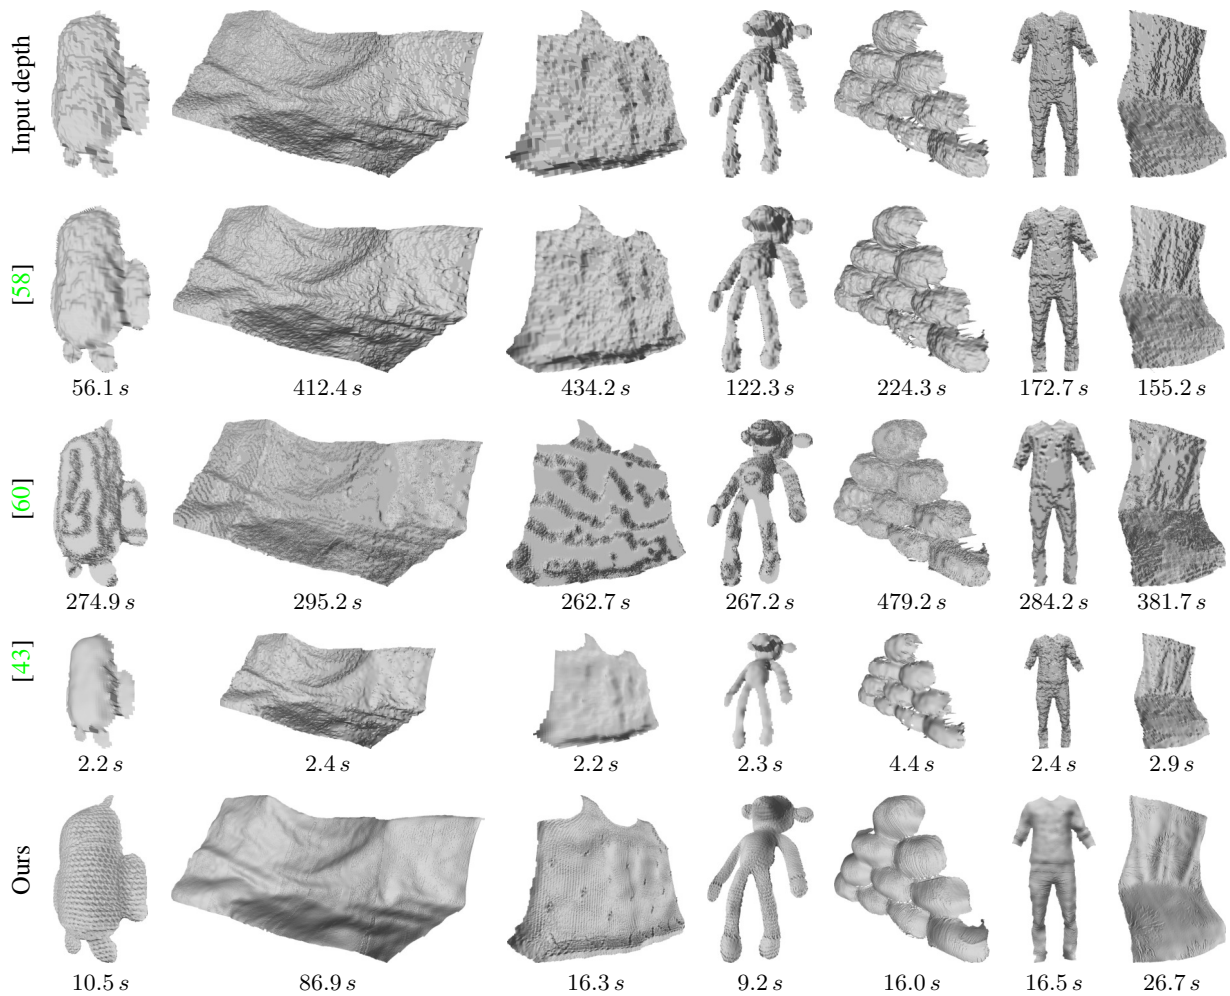 Input depth
[58]
56.1 s 412.4 s 434.2 s 122.3 s 224.3 s 172.7 s 155.2 s
[60]
274.9 s 295.2 s 262.7 s 267.2 s 479.2 s 284.2 s 381.7 s
[43]
2.2 s 2.4 s 2.2 s 2.3 s 4.4 s 2.4 s 2.9 s
Ours
10.5 s 86.9 s 16.3 s 9.2 s 16.0 s 16.5 s 26.7 s